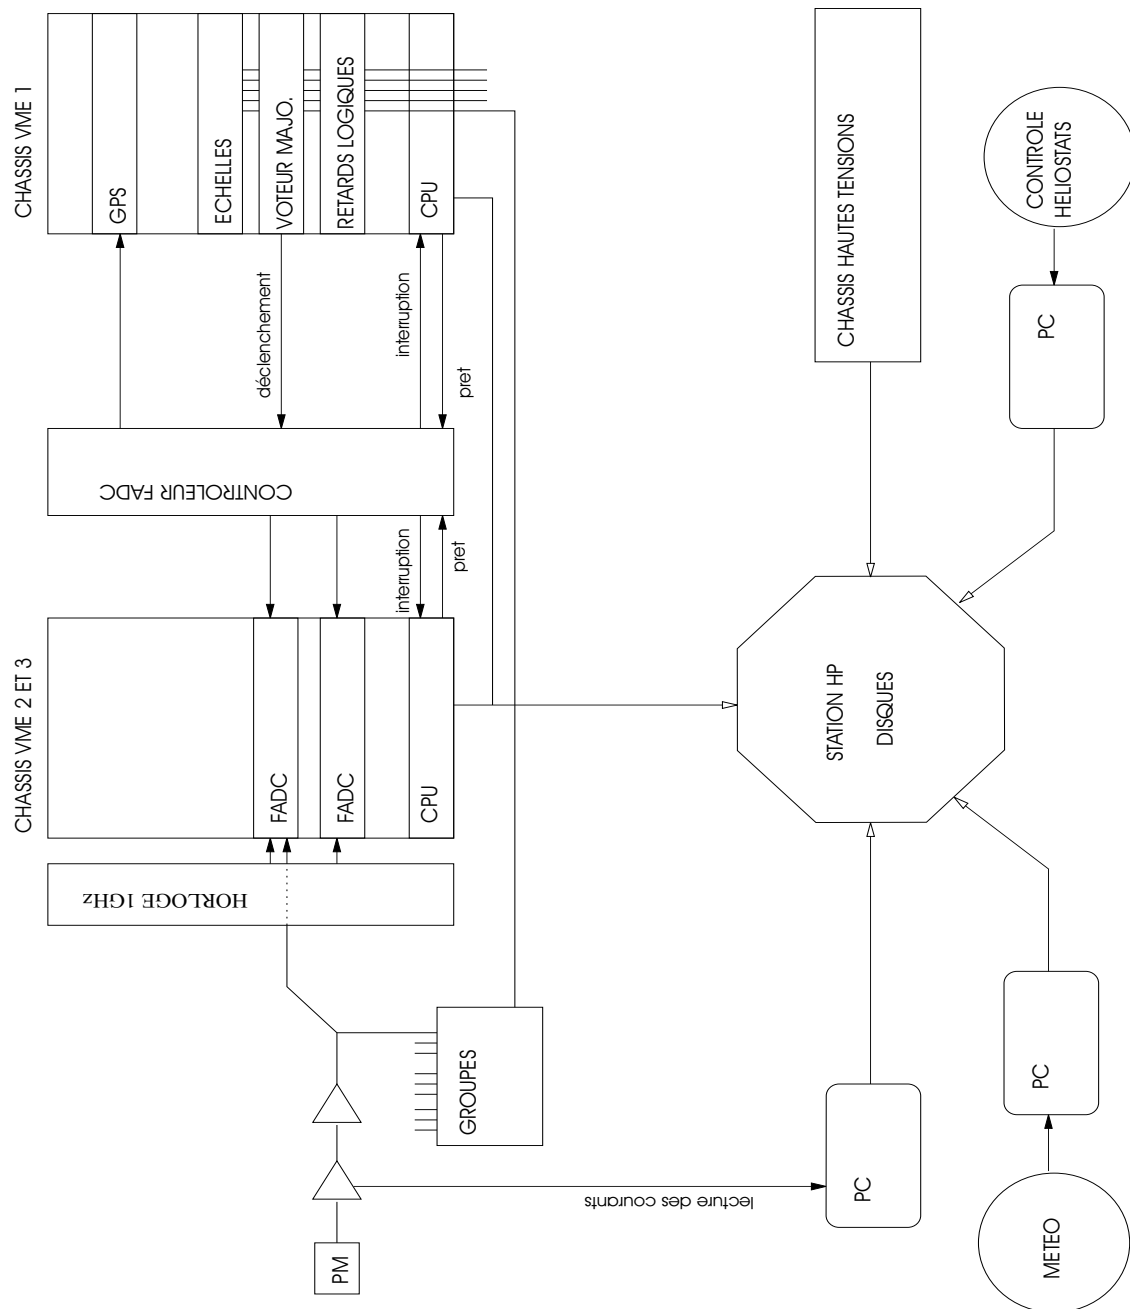 CHASSIS VME 1
GPS
ECHELLES
VOTEUR MAJO.
RETARDS LOGIQUES
CPU
déclenchement
interruption
pret
CONTROLEUR FADC
interruption
pret
CHASSIS VME 2 ET 3
FADC
FADC
CPU
HORLOGE 1GHz
GROUPES
PM
lecture des courants
PC
METEO
PC
STATION HP
DISQUES
CHASSIS HAUTES TENSIONS
PC
CONTROLE
HELIOSTATS